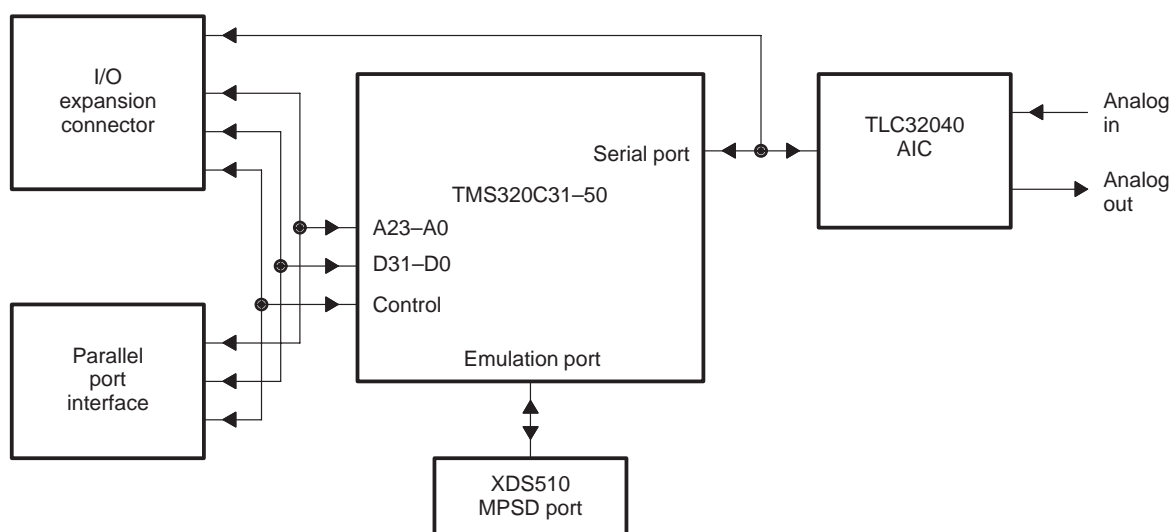 I/O
expansion
connector
TMS320C31–50
Serial port
A23–A0
D31–D0
Control
Emulation port
TLC32040
AIC
Analog
in
Analog
out
Parallel
port
interface
XDS510
MPSD port